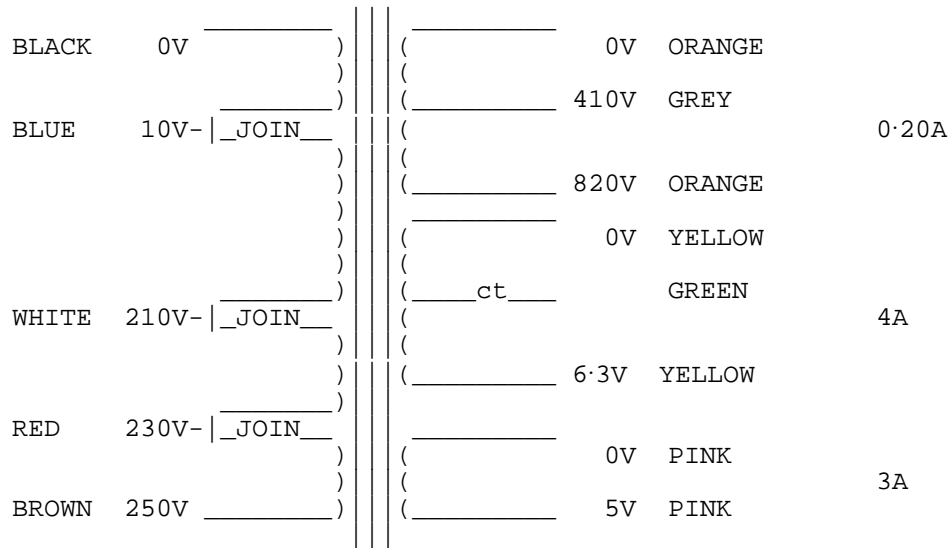 BLACK 0V 0V ORANGE
410V GREY
BLUE 10V- JOIN 0·20A
820V ORANGE
0V YELLOW
ct GREEN
WHITE 210V- JOIN 4A
6·3V YELLOW
RED 230V- JOIN
0V PINK
3A
BROWN 250V 5V PINK